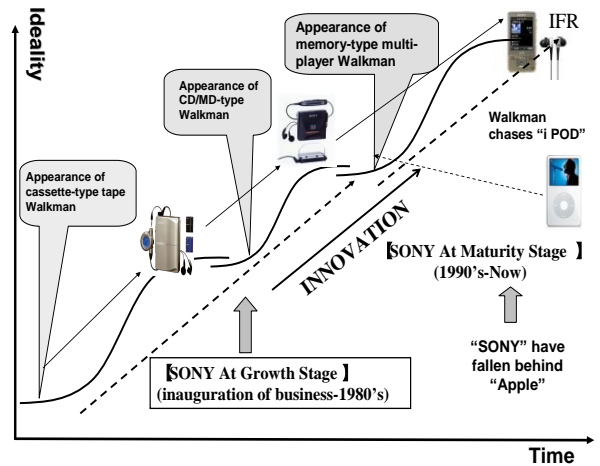 Ideality
Appearance of
memory-type multi-
player Walkman
IFR
Appearance of
CD/MD-type
Walkman
Walkman
chases “i POD”
Appearance of
cassette-type tape
Walkman
INNOVATION
【SONY At Maturity Stage 】
(1990's-Now)
“SONY” have
fallen behind
“Apple”
【SONY At Growth Stage 】
(inauguration of business-1980's)
Time